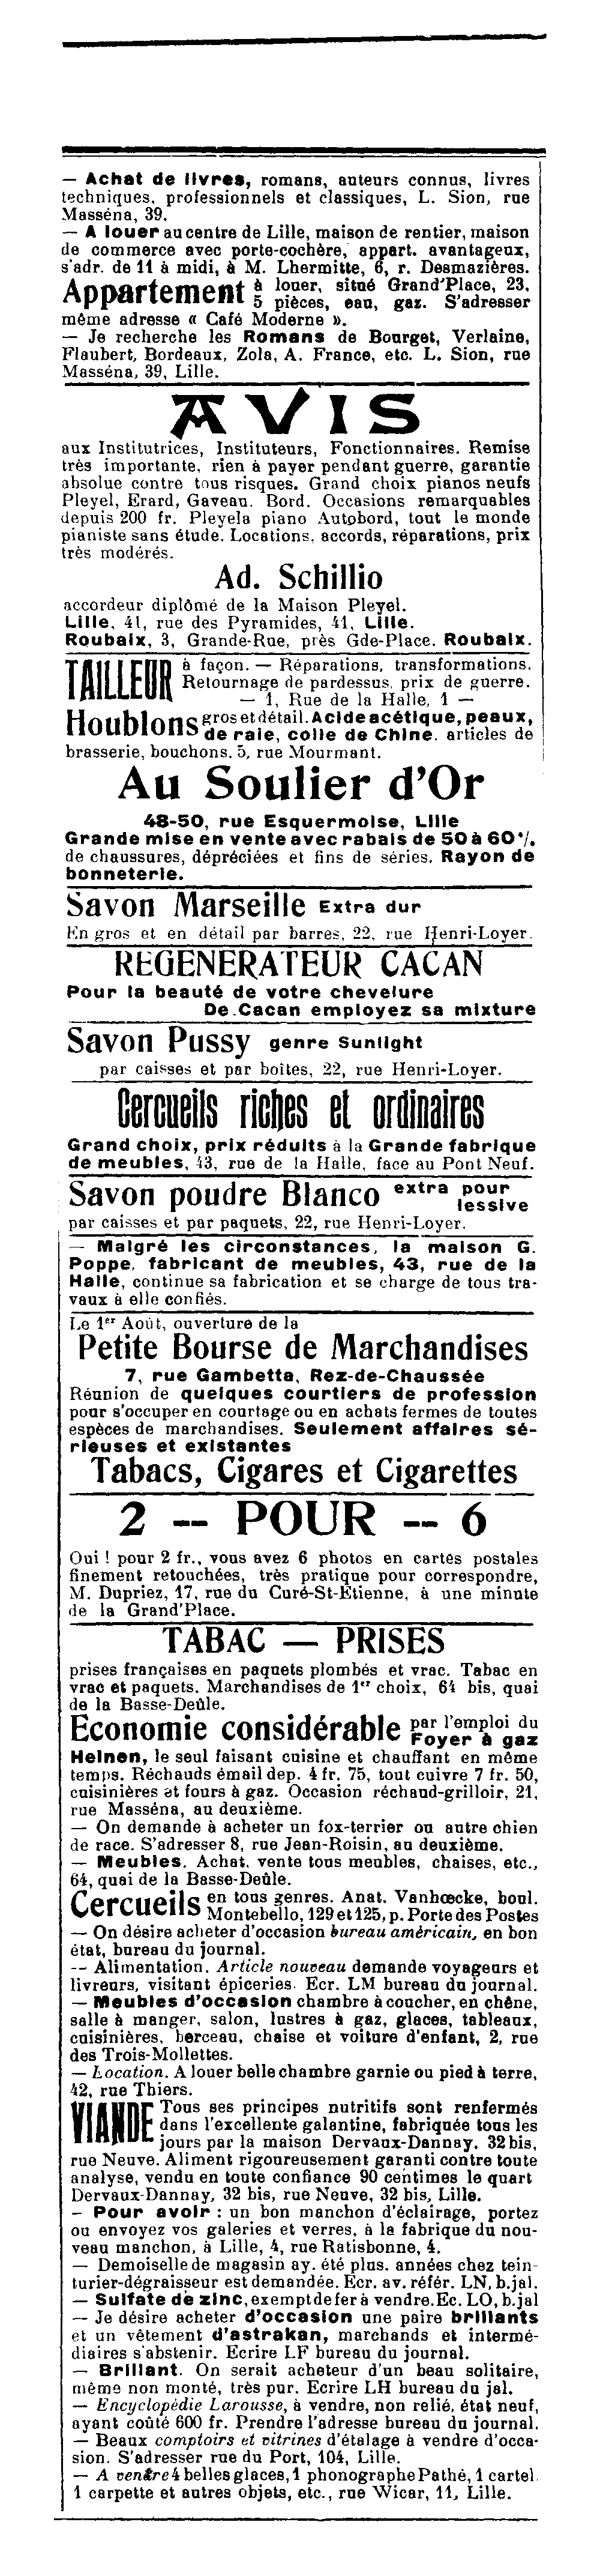 — Achat de livres, romans, auteurs connus, livres
techniques, professionnels et classiques, L. Sion, rue
Masséna, 39.
— A louer au centre de Lille, maison de rentier, maison
de commerce avec porte-cochère, appart. avantageux,
s'adr. de 11 à midi, à M. Lhermitte, 6, r. Desmazières.
Appartement à louer, situé Grand'Place, 23,
5 pièces, eau, gaz. S'adresser
même adresse « Café Moderne ».
— Je recherche les Romans de Bourget, Verlaine,
Flaubert, Bordeaux, Zola, A. France, etc. L. Sion, rue
Masséna, 39, Lille.
AVIS
aux Institutrices, Instituteurs, Fonctionnaires. Remise
très importante, rien à payer pendant guerre, garantie
absolue contre tous risques. Grand choix pianos neufs
Pleyel, Erard, Gaveau. Bord. Occasions remarquables
depuis 200 fr. Pleyela piano Autobord, tout le monde
pianiste sans étude. Locations, accords, réparations, prix
très modérés.
Ad. Schillio
accordeur diplômé de la Maison Pleyel.
Lille, 41, rue des Pyramides, 41, Lille.
Roubaix, 3, Grande-Rue, près Gde-Place. Roubaix.
TAILLEUR à façon. — Réparations, transformations.
Retournage de pardessus, prix de guerre.
— 1, Rue de la Halle, 1 —
Houblons gros et détail. Acide acétique, peaux,
de raie, colle de Chine, articles de
brasserie, bouchons. 5, rue Mourmant.
Au Soulier d'Or
48-50, rue Esquermoise, Lille
Grande mise en vente avec rabais de 50 à 60 %
de chaussures, dépréciées et fins de séries. Rayon de
bonneterie.
Savon Marseille Extra dur
En gros et en détail par barres, 22, rue Henri-Loyer.
REGENERATEUR CACAN
Pour la beauté de votre chevelure
De Cacan employez sa mixture
Savon Pussy genre Sunlight
par caisses et par boîtes, 22, rue Henri-Loyer.
Cercueils riches et ordinaires
Grand choix, prix réduits à la Grande fabrique
de meubles, 43, rue de la Halle, face au Pont Neuf.
Savon poudre Blanco extra pour
lessive
par caisses et par paquets, 22, rue Henri-Loyer.
— Malgré les circonstances, la maison G.
Poppe, fabricant de meubles, 43, rue de la
Halle, continue sa fabrication et se charge de tous tra-
vaux à elle confiés.
Le 1er Août, ouverture de la
Petite Bourse de Marchandises
7, rue Gambetta, Rez-de-Chaussée
Réunion de quelques courtiers de profession
pour s'occuper en courtage ou en achats fermes de toutes
espèces de marchandises. Seulement affaires sé-
rieuses et existantes
Tabacs, Cigares et Cigarettes
2 -- POUR -- 6
Oui ! pour 2 fr., vous avez 6 photos en cartes postales
finement retouchées, très pratique pour correspondre,
M. Dupriez, 17, rue du Curé-St-Etienne, à une minute
de la Grand'Place.
TABAC — PRISES
prises françaises en paquets plombés et vrac. Tabac en
vrac et paquets. Marchandises de 1er choix, 64 bis, quai
de la Basse-Deûle.
Economie considérable par l'emploi du
Foyer à gaz
Heinen, le seul faisant cuisine et chauffant en même
temps. Réchauds émail dep. 4 fr. 75, tout cuivre 7 fr. 50,
cuisinières et fours à gaz. Occasion réchaud-grilloir, 21,
rue Masséna, au deuxième.
— On demande à acheter un fox-terrier ou autre chien
de race. S'adresser 8, rue Jean-Roisin, au deuxième.
— Meubles. Achat, vente tous meubles, chaises, etc.,
64, quai de la Basse-Deûle.
Cercueils en tous genres. Anat. Vanhœcke, boul.
Montebello, 129 et 125, p. Porte des Postes
— On désire acheter d'occasion bureau américain, en bon
état, bureau du journal.
-- Alimentation. Article nouveau demande voyageurs et
livreurs, visitant épiceries. Ecr. LM bureau du journal.
— Meubles d'occasion chambre à coucher, en chêne,
salle à manger, salon, lustres à gaz, glaces, tableaux,
cuisinières, berceau, chaise et voiture d'enfant, 2, rue
des Trois-Mollettes.
— Location. A louer belle chambre garnie ou pied à terre,
42, rue Thiers.
VIANDE Tous ses principes nutritifs sont renfermés
dans l'excellente galantine, fabriquée tous les
jours par la maison Dervaux-Dannay, 32 bis,
rue Neuve. Aliment rigoureusement garanti contre toute
analyse, vendu en toute confiance 90 centimes le quart
Dervaux-Dannay, 32 bis, rue Neuve, 32 bis, Lille.
– Pour avoir : un bon manchon d'éclairage, portez
ou envoyez vos galeries et verres, à la fabrique du nou-
veau manchon, à Lille, 4, rue Ratisbonne, 4.
— Demoiselle de magasin ay. été plus. années chez tein-
turier-dégraisseur est demandée. Ecr. av. référ. LN, b. jal.
— Sulfate de zinc, exempt de fer à vendre. Ec. LO, b. jal
— Je désire acheter d'occasion une paire brillants
et un vêtement d'astrakan, marchands et intermé-
diaires s'abstenir. Ecrire LF bureau du journal.
— Brillant. On serait acheteur d'un beau solitaire,
même non monté, très pur. Ecrire LH bureau du jal.
— Encyclopédie Larousse, à vendre, non relié, état neuf,
ayant coûté 600 fr. Prendre l'adresse bureau du journal.
— Beaux comptoirs et vitrines d'étalage à vendre d'occa-
sion. S'adresser rue du Port, 104, Lille.
— A vendre 4 belles glaces, 1 phonographe Pathé, 1 cartel.
1 carpette et autres objets, etc., rue Wicar, 11, Lille.